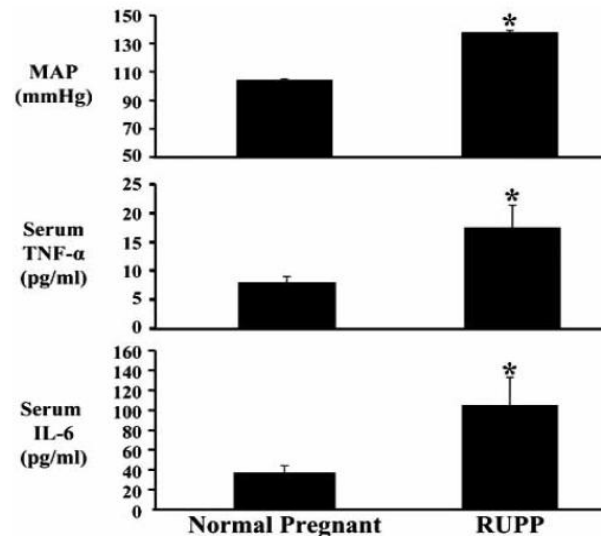 MAP
(mmHg)
150
130
110
90
70
50
*
Serum
TNF-α
(pg/ml)
25
20
15
10
5
0
*
Serum
IL-6
(pg/ml)
160
140
120
100
80
60
40
20
0
*
Normal Pregnant RUPP